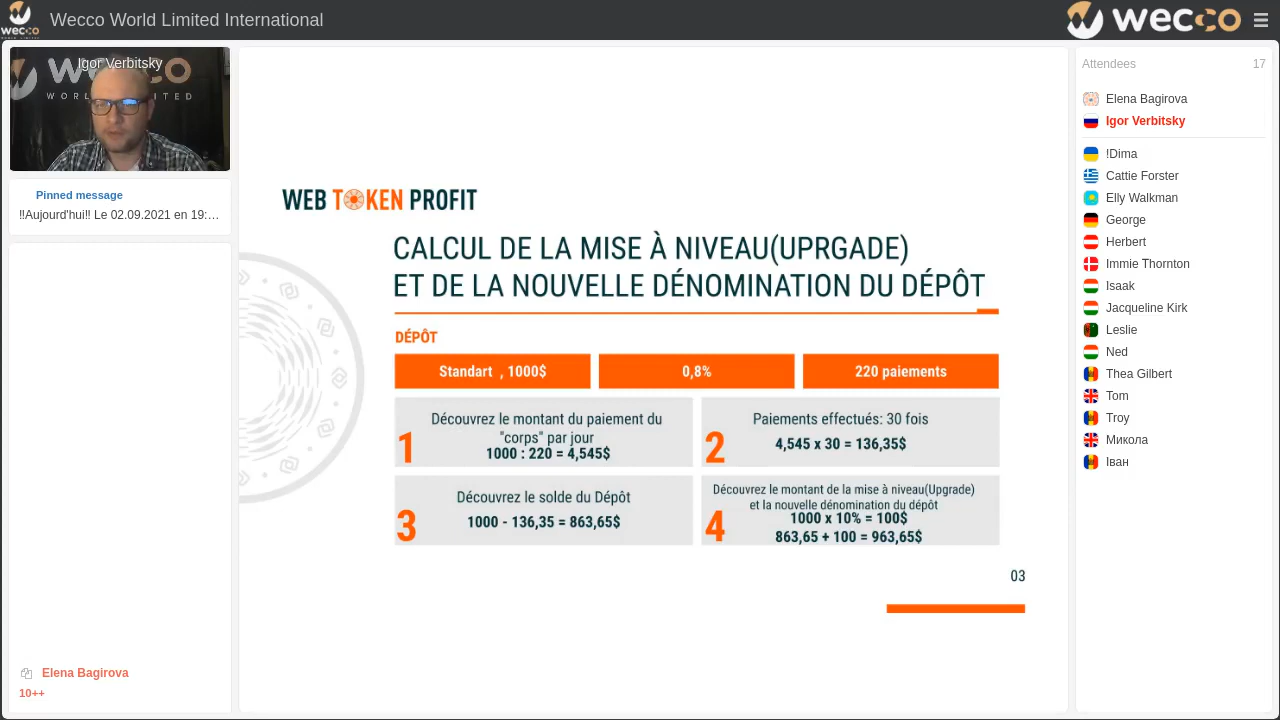 Wecco World Limited International
wecco
wecco
Igor Verbitsky
wecco
WORLD LIMITED
Pinned message
‼Aujourd'hui‼ Le 02.09.2021 en 19:…
Elena Bagirova
10++
WEB TOKEN PROFIT
CALCUL DE LA MISE À NIVEAU(UPRGADE)
ET DE LA NOUVELLE DÉNOMINATION DU DÉPÔT
DÉPÔT
Standart , 1000$
0,8%
220 paiements
1
Découvrez le montant du paiement du
"corps" par jour
1000 : 220 = 4,545$
2
Paiements effectués: 30 fois
4,545 x 30 = 136,35$
3
Découvrez le solde du Dépôt
1000 - 136,35 = 863,65$
4
Découvrez le montant de la mise à niveau(Upgrade)
et la nouvelle dénomination du dépôt
1000 x 10% = 100$
863,65 + 100 = 963,65$
03
Attendees 17
Elena Bagirova
Igor Verbitsky
!Dima
Cattie Forster
Elly Walkman
George
Herbert
Immie Thornton
Isaak
Jacqueline Kirk
Leslie
Ned
Thea Gilbert
Tom
Troy
Микола
Іван